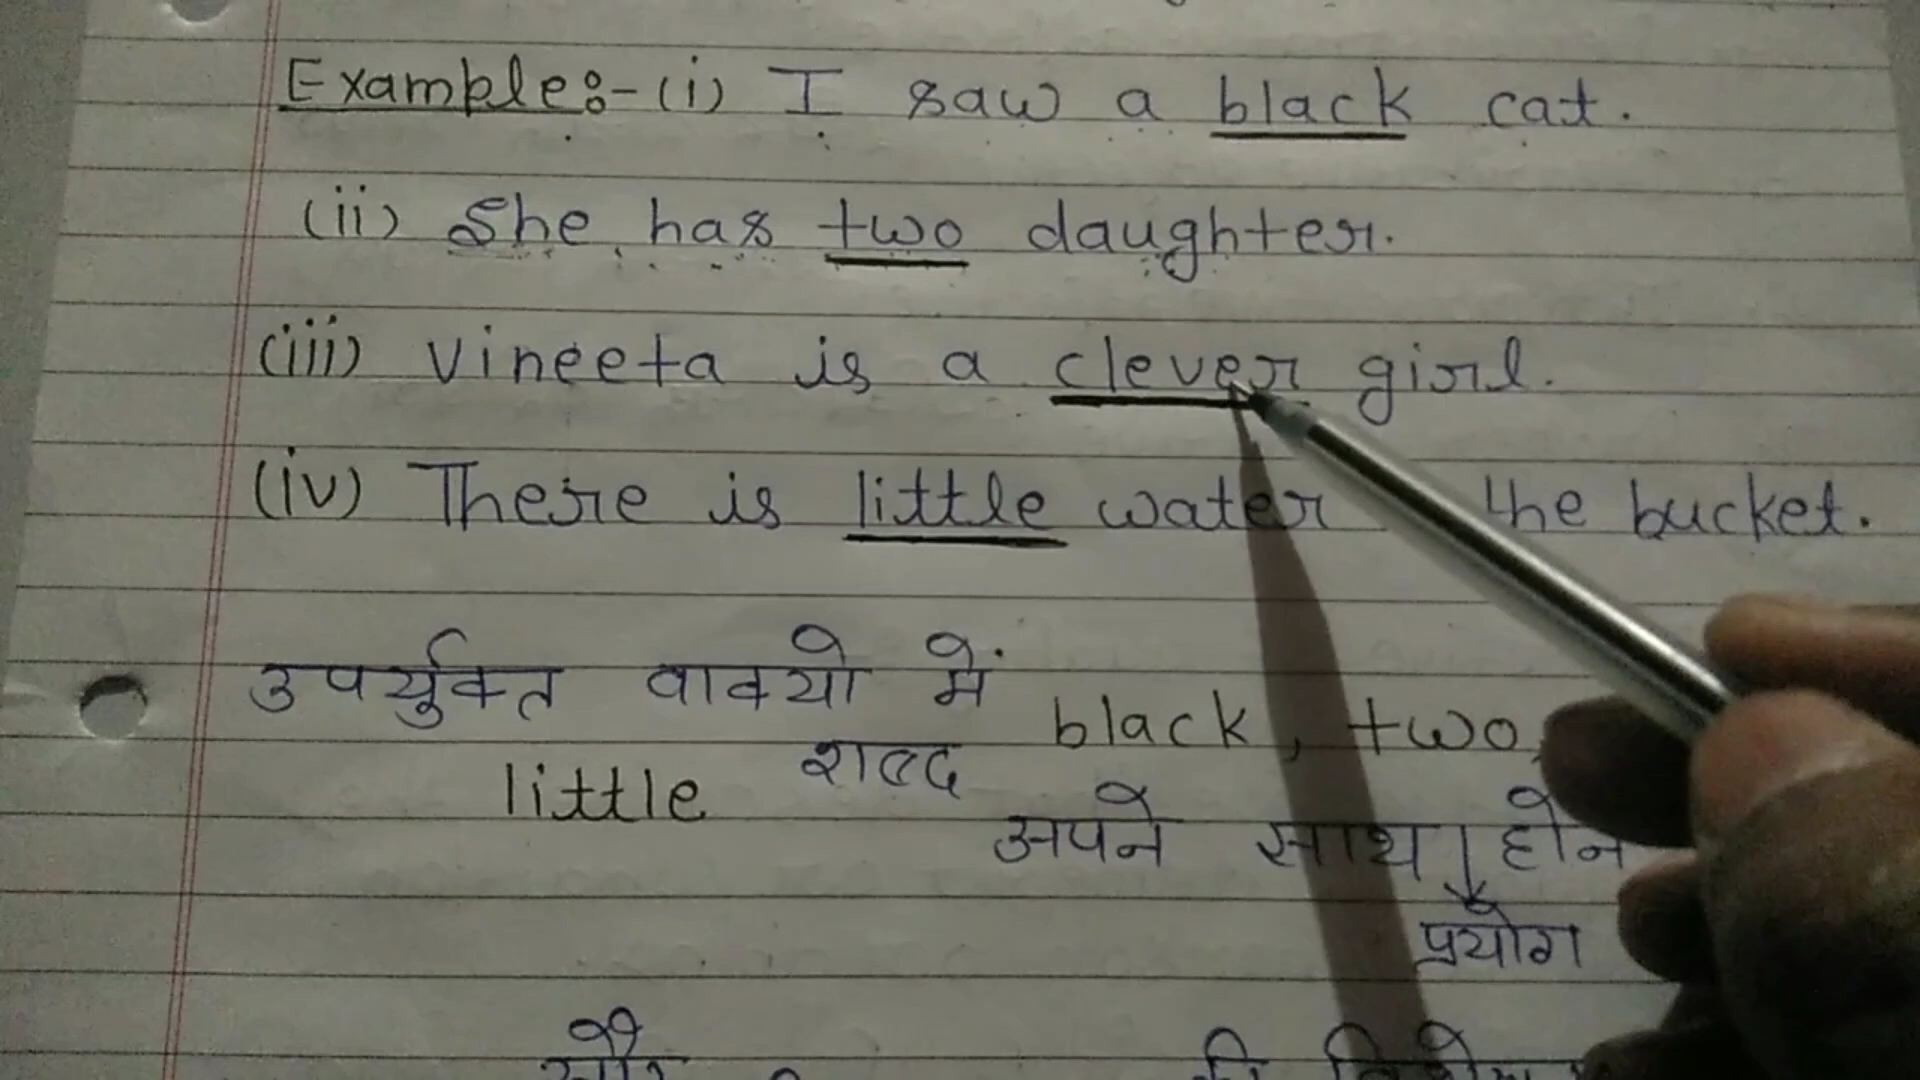 Example:-(i) I saw a black cat.
(ii) She has two daughter.
(iii) Vineeta is a clever girl.
(iv) There is little water the bucket.
उपर्युक्त वाक्यो में black, two,
little शब्द अपने साथ होने
प्रयोग
और की